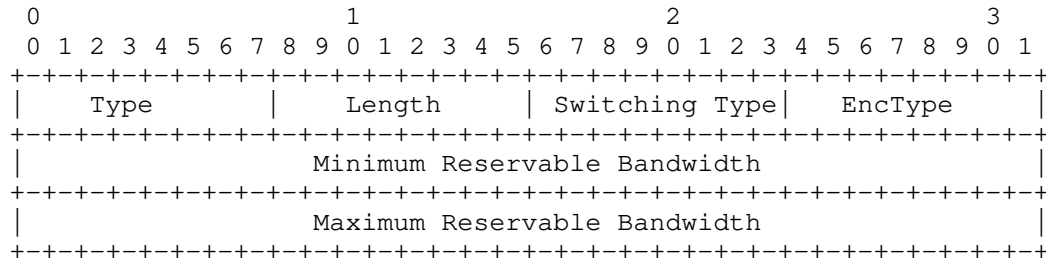 0                   1                   2                   3
 0 1 2 3 4 5 6 7 8 9 0 1 2 3 4 5 6 7 8 9 0 1 2 3 4 5 6 7 8 9 0 1
+-+-+-+-+-+-+-+-+-+-+-+-+-+-+-+-+-+-+-+-+-+-+-+-+-+-+-+-+-+-+-+-+
|    Type       |    Length     | Switching Type|   EncType     |
+-+-+-+-+-+-+-+-+-+-+-+-+-+-+-+-+-+-+-+-+-+-+-+-+-+-+-+-+-+-+-+-+
|                  Minimum Reservable Bandwidth                 |
+-+-+-+-+-+-+-+-+-+-+-+-+-+-+-+-+-+-+-+-+-+-+-+-+-+-+-+-+-+-+-+-+
|                  Maximum Reservable Bandwidth                 |
+-+-+-+-+-+-+-+-+-+-+-+-+-+-+-+-+-+-+-+-+-+-+-+-+-+-+-+-+-+-+-+-+